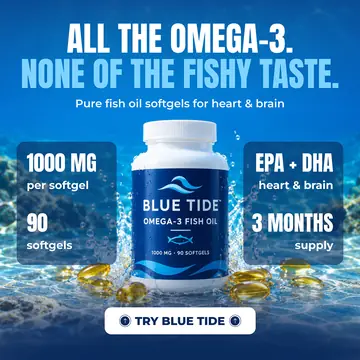 ALL THE OMEGA-3.
NONE OF THE FISHY TASTE.
Pure fish oil softgels for heart & brain
1000 MG
per softgel
90
softgels
EPA + DHA
heart & brain
3 MONTHS
supply
BLUE TIDE™
OMEGA-3 FISH OIL
1000 MG • 90 SOFTGELS
TRY BLUE TIDE